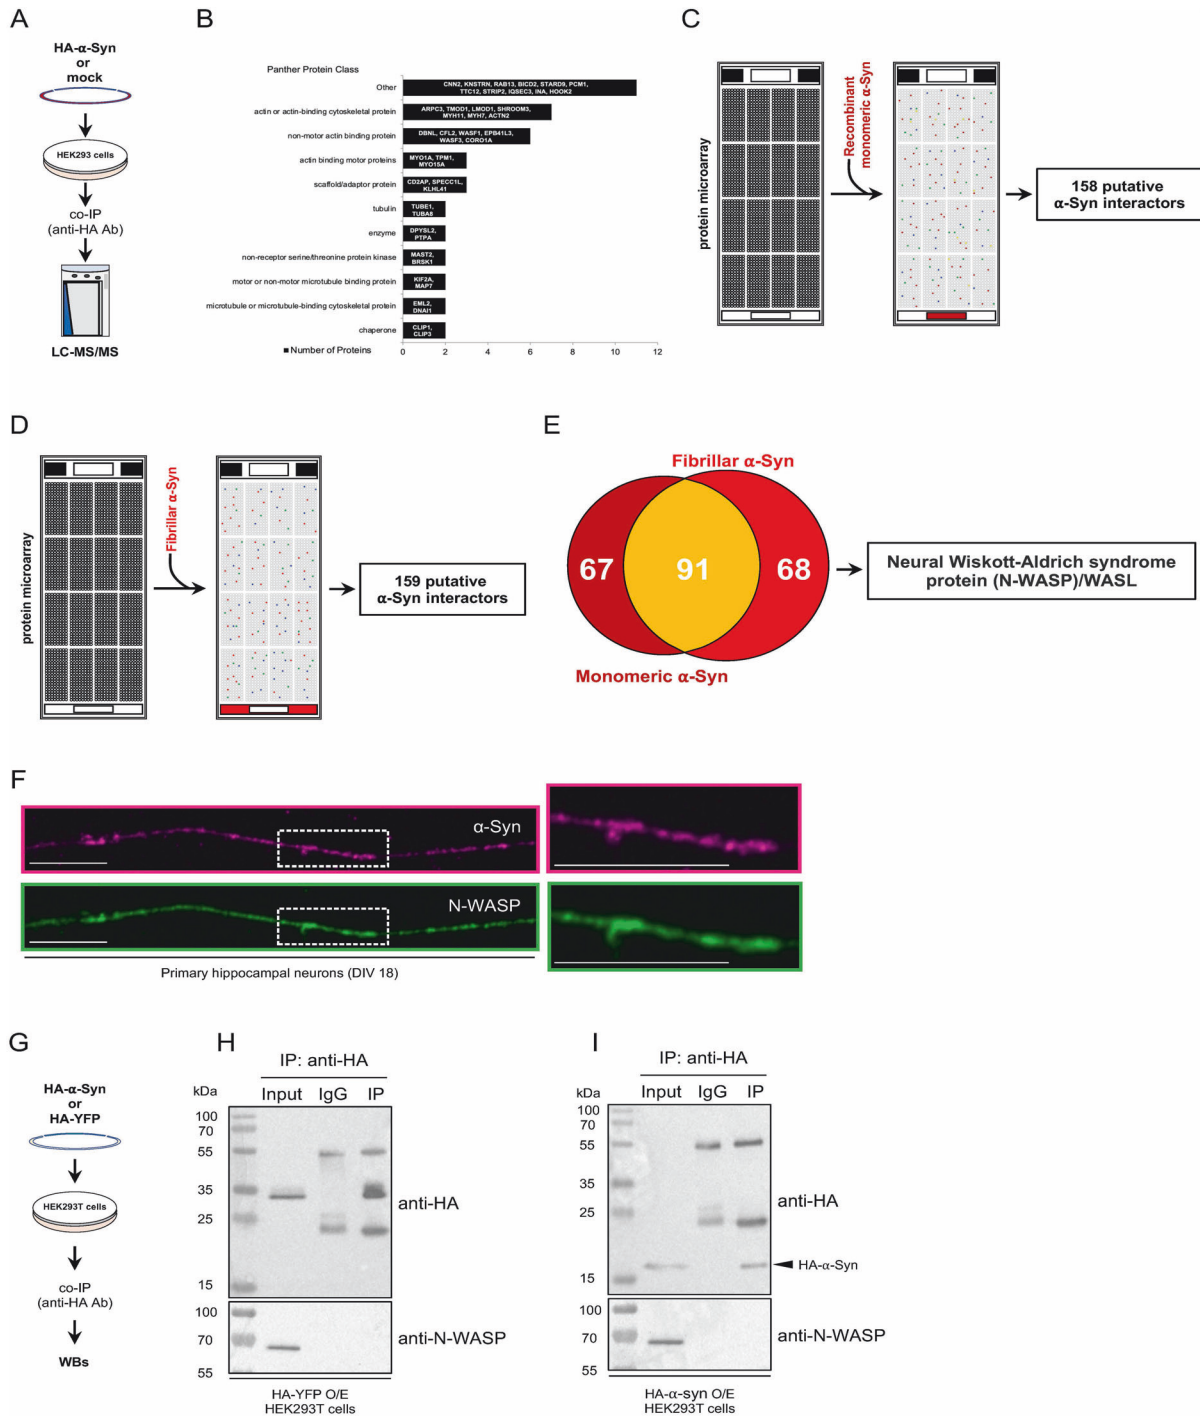 A
HA-α-Syn
or
mock
HEK293 cells
co-IP
(anti-HA Ab)
LC-MS/MS
B
Panther Protein Class
Other
CNN2, KNSTRN, RAB13, BICD2, STARD9, PCM1,
TTC12, STRIP2, IQSEC3, INA, HOOK2
actin or actin-binding cytoskeletal protein
ARPC3, TMOD1, LMOD1, SHROOM3,
MYH11, MYH7, ACTN2
non-motor actin binding protein
DBNL, CFL2, WASF1, EPB41L3,
WASF3, CORO1A
actin binding motor proteins
MYO1A, TPM1,
MYO15A
scaffold/adaptor protein
CD2AP, SPECC1L,
KLHL41
tubulin
TUBE1,
TUBA8
enzyme
DPYSL2,
PTPA
non-receptor serine/threonine protein kinase
MAST2,
BRSK1
motor or non-motor microtubule binding protein
KIF2A,
MAP7
microtubule or microtubule-binding cytoskeletal protein
EML2,
DNAI1
chaperone
CLIP1,
CLIP3
Number of Proteins
0 2 4 6 8 10 12
C
protein microarray
Recombinant
monomeric α-Syn
158 putative
α-Syn interactors
D
protein microarray
Fibrillar α-Syn
159 putative
α-Syn interactors
E
Fibrillar α-Syn
67 91 68
Monomeric α-Syn
Neural Wiskott-Aldrich syndrome
protein (N-WASP)/WASL
F
α-Syn
N-WASP
Primary hippocampal neurons (DIV 18)
G
HA-α-Syn
or
HA-YFP
HEK293T cells
co-IP
(anti-HA Ab)
WBs
H
IP: anti-HA
kDa Input IgG IP
100
70
55
35
25
15
anti-HA
100
70
55
anti-N-WASP
HA-YFP O/E
HEK293T cells
I
IP: anti-HA
kDa Input IgG IP
100
70
55
35
25
15
anti-HA
HA-α-Syn
100
70
55
anti-N-WASP
HA-α-syn O/E
HEK293T cells